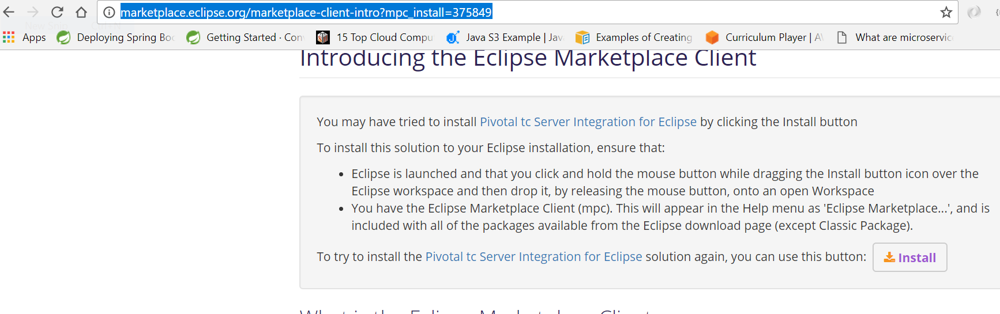 marketplace.eclipse.org/marketplace-client-intro?mpc_install=375849
Apps Deploying Spring Bo Getting Started · Con 15 Top Cloud Compu Java S3 Example | Jav Examples of Creating Curriculum Player | A What are microservic
Introducing the Eclipse Marketplace Client
You may have tried to install Pivotal tc Server Integration for Eclipse by clicking the Install button
To install this solution to your Eclipse installation, ensure that:
• Eclipse is launched and that you click and hold the mouse button while dragging the Install button icon over the
Eclipse workspace and then drop it, by releasing the mouse button, onto an open Workspace
• You have the Eclipse Marketplace Client (mpc). This will appear in the Help menu as 'Eclipse Marketplace...', and is
included with all of the packages available from the Eclipse download page (except Classic Package).
To try to install the Pivotal tc Server Integration for Eclipse solution again, you can use this button: Install
What is the Eclipse Marketplace Client